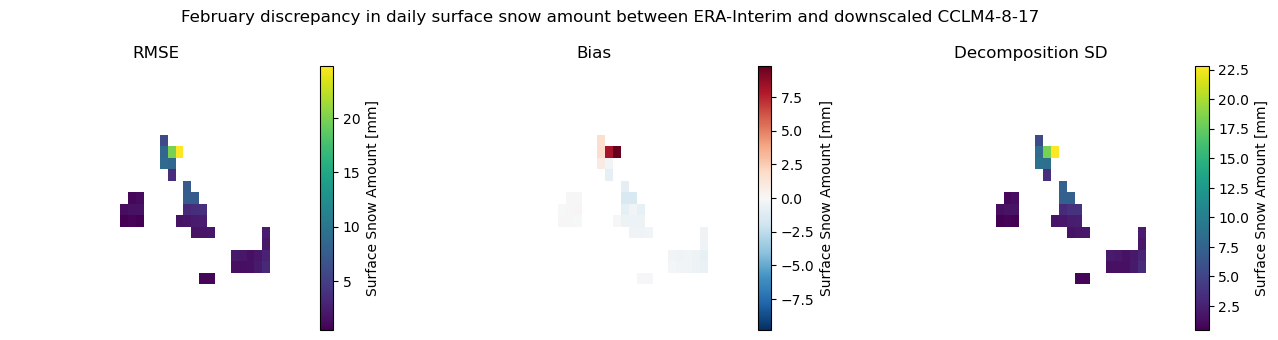 February discrepancy in daily surface snow amount between ERA-Interim and downscaled CCLM4-8-17
RMSE
Bias
Decomposition SD
20
15
10
5
Surface Snow Amount [mm]
7.5
5.0
2.5
0.0
−2.5
−5.0
−7.5
Surface Snow Amount [mm]
22.5
20.0
17.5
15.0
12.5
10.0
7.5
5.0
2.5
Surface Snow Amount [mm]